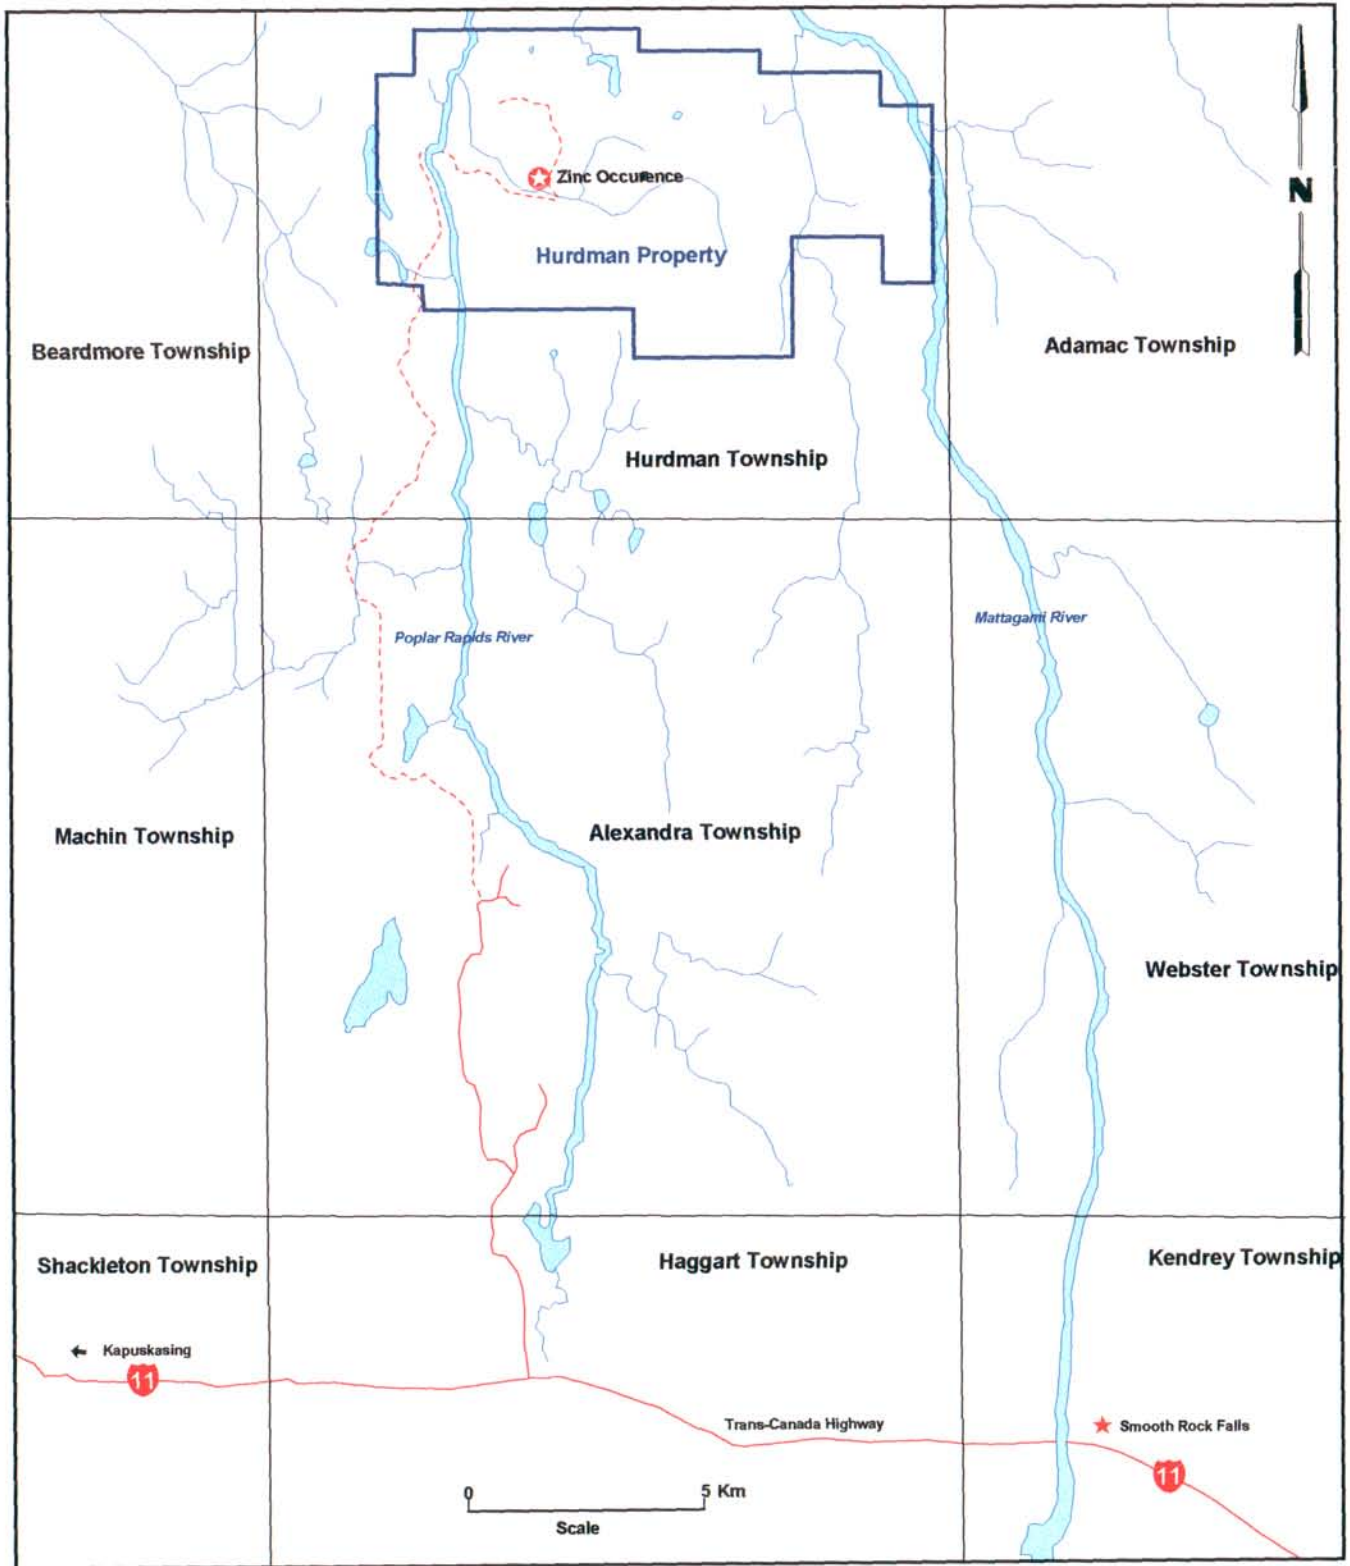 Zinc Occurence
N
Hurdman Property
Beardmore Township
Adamac Township
Hurdman Township
Poplar Rapids River
Mattagami River
Machin Township
Alexandra Township
Webster Township
Shackleton Township
Haggart Township
Kendrey Township
Kapuskasing
11
Trans-Canada Highway
Smooth Rock Falls
11
0
5 Km
Scale